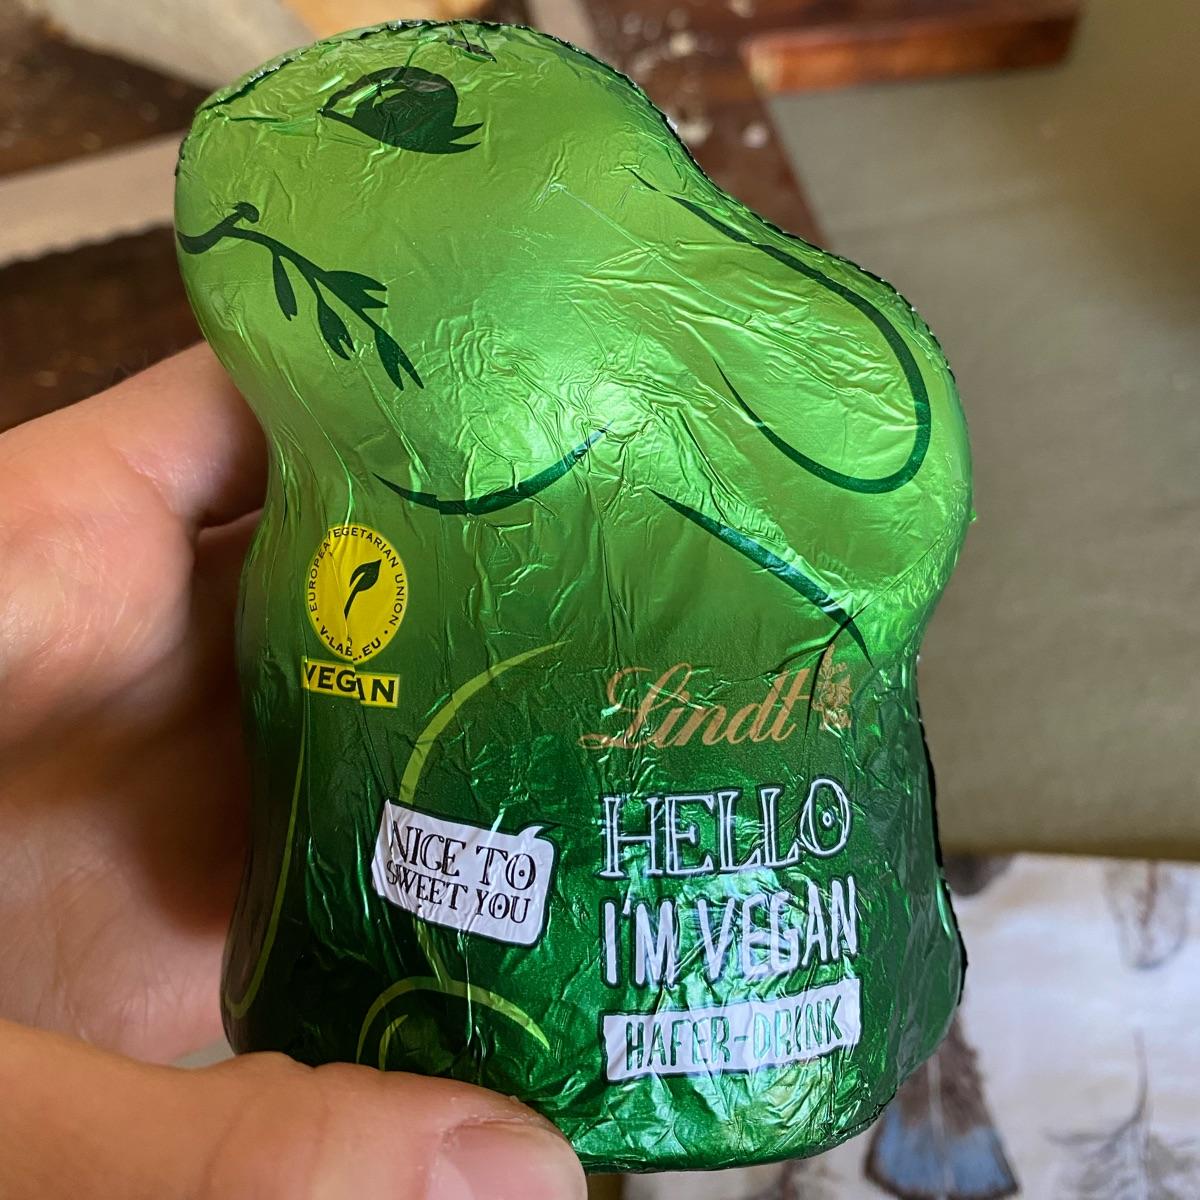 EUROPEAN VEGETARIAN UNION
V-LABEL.EU
VEGAN
Lindt
NICE TO
SWEET YOU
HELLO
I'M VEGAN
HAFER-DRINK